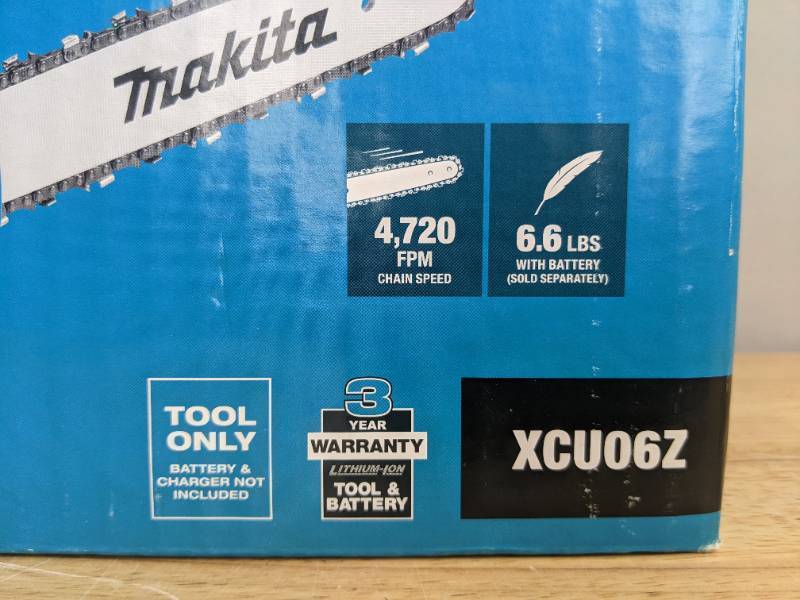 makita
4,720
FPM
CHAIN SPEED
6.6 LBS
WITH BATTERY
(SOLD SEPARATELY)
TOOL
ONLY
BATTERY &
CHARGER NOT
INCLUDED
3
YEAR
WARRANTY
LITHIUM-ION
TOOL &
BATTERY
XCU06Z